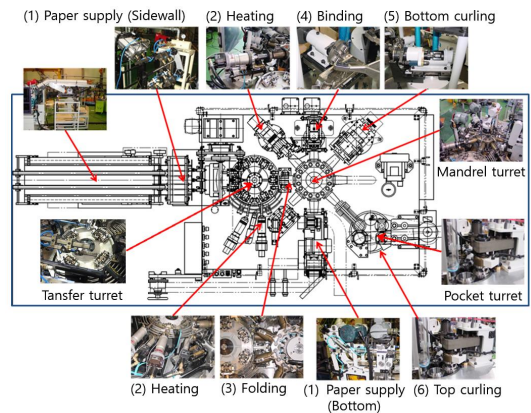 (1) Paper supply (Sidewall)
(2) Heating
(4) Binding
(5) Bottom curling
Mandrel turret
Tansfer turret
Pocket turret
(2) Heating
(3) Folding
(1) Paper supply
(Bottom)
(6) Top curling